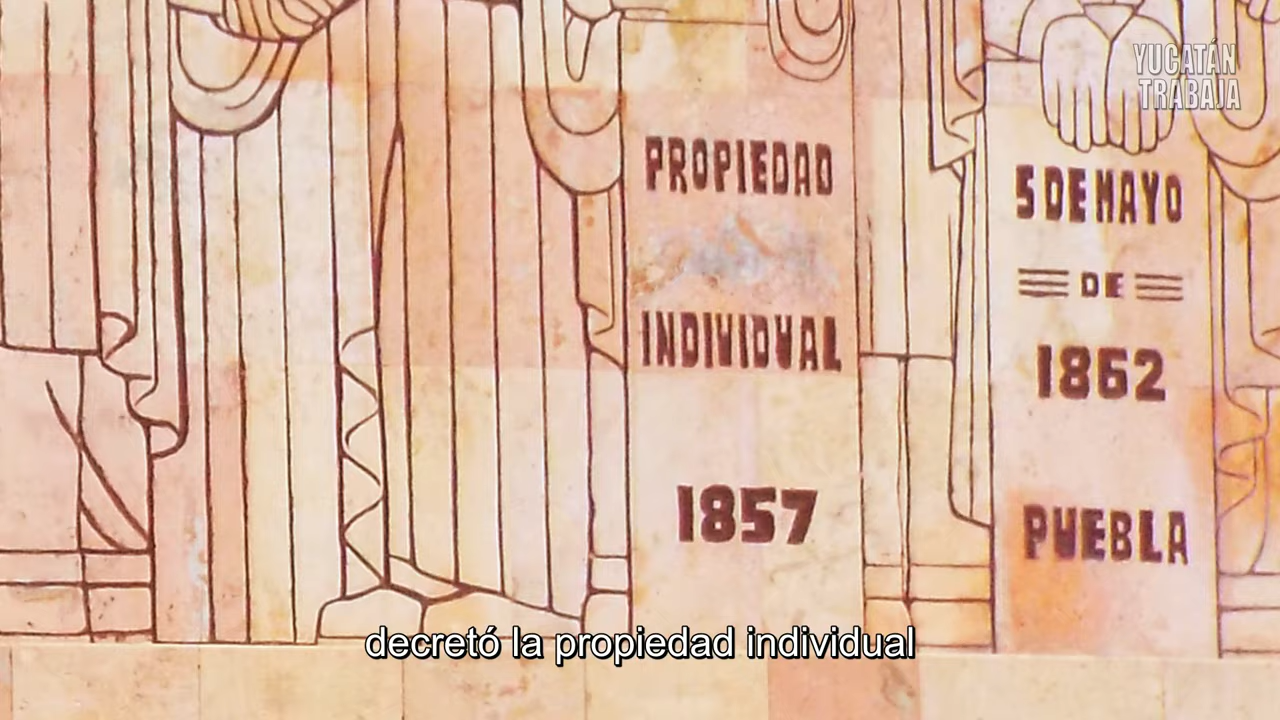 YUCATÁN
TRABAJA
PROPIEDAD
INDIVIDUAL
1857
5 DE MAYO
DE
1862
PUEBLA
decretó la propiedad individual